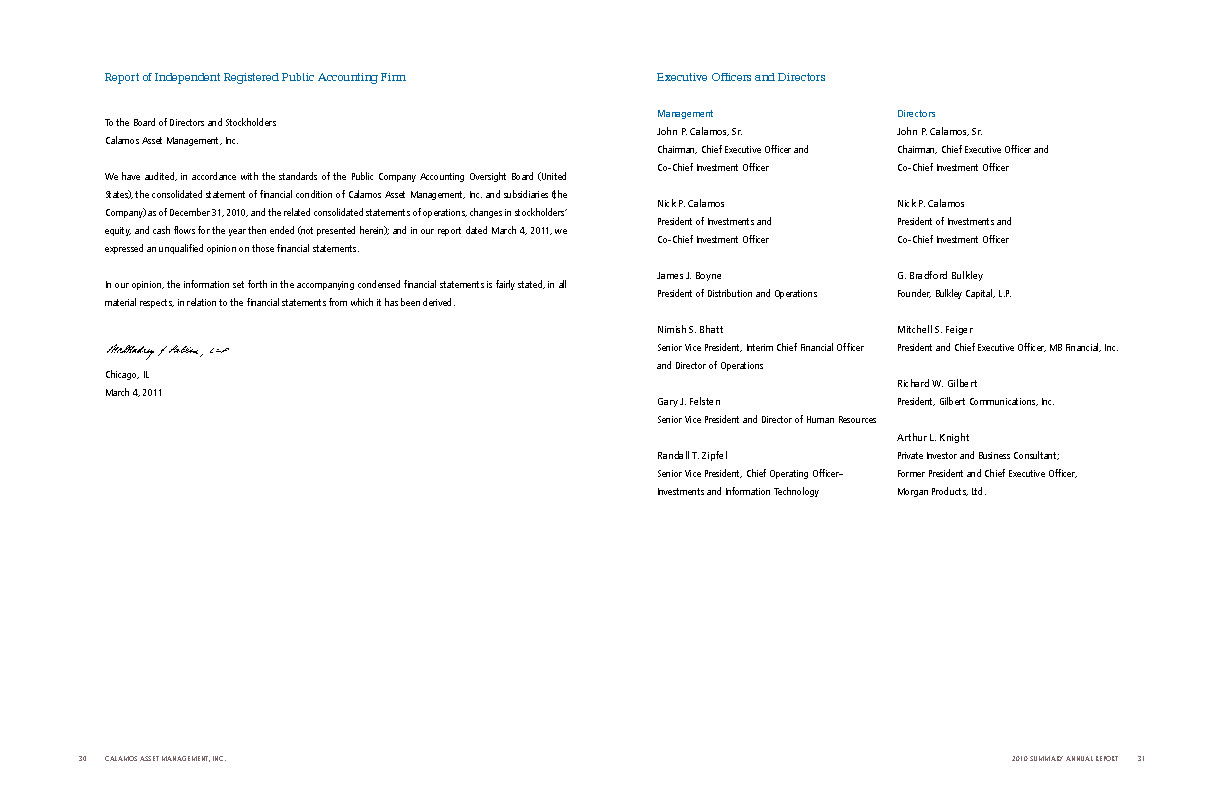 Report of Independent Registered Public Accounting Firm
To the Board of Directors and Stockholders
Calamos Asset Management, Inc.
We have audited, in accordance with the standards of the Public Company Accounting Oversight Board (United
States), the consolidated statement of financial condition of Calamos Asset Management, Inc. and subsidiaries (the
Company) as of December 31, 2010, and the related consolidated statements of operations, changes in stockholders’
equity, and cash flows for the year then ended (not presented herein); and in our report dated March 4, 2011, we
expressed an unqualified opinion on those financial statements.
In our opinion, the information set forth in the accompanying condensed financial statements is fairly stated, in all
material respects, in relation to the financial statements from which it has been derived.
McGladrey & Pullen, LLP
Chicago, IL
March 4, 2011
30 CALAMOS ASSET MANAGEMENT, INC.
Executive Officers and Directors
Management
John P. Calamos, Sr.
Chairman, Chief Executive Officer and
Co-Chief Investment Officer
Nick P. Calamos
President of Investments and
Co-Chief Investment Officer
James J. Boyne
President of Distribution and Operations
Nimish S. Bhatt
Senior Vice President, Interim Chief Financial Officer
and Director of Operations
Gary J. Felsten
Senior Vice President and Director of Human Resources
Randall T. Zipfel
Senior Vice President, Chief Operating Officer–
Investments and Information Technology
Directors
John P. Calamos, Sr.
Chairman, Chief Executive Officer and
Co-Chief Investment Officer
Nick P. Calamos
President of Investments and
Co-Chief Investment Officer
G. Bradford Bulkley
Founder, Bulkley Capital, L.P.
Mitchell S. Feiger
President and Chief Executive Officer, MB Financial, Inc.
Richard W. Gilbert
President, Gilbert Communications, Inc.
Arthur L. Knight
Private Investor and Business Consultant;
Former President and Chief Executive Officer,
Morgan Products, Ltd.
2010 SUMMARY ANNUAL REPORT 31